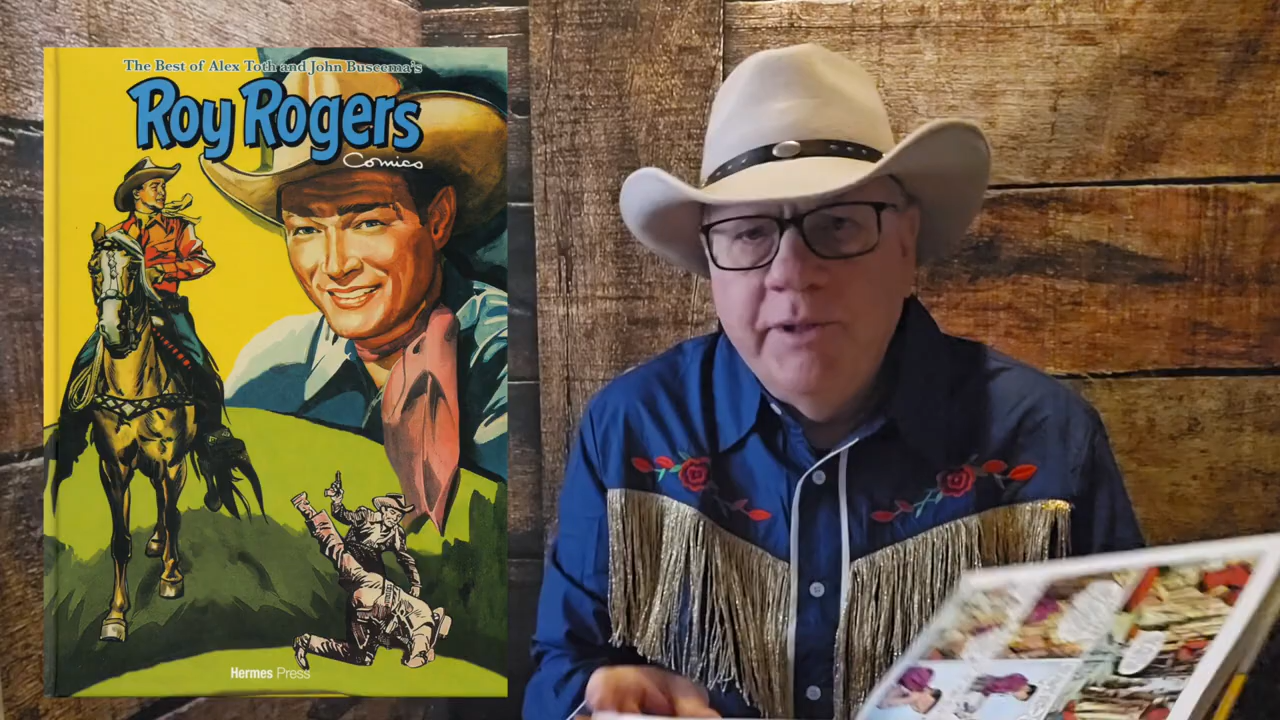 The Best of Alex Toth and John Buscema's
Roy Rogers
Comics
Hermes Press